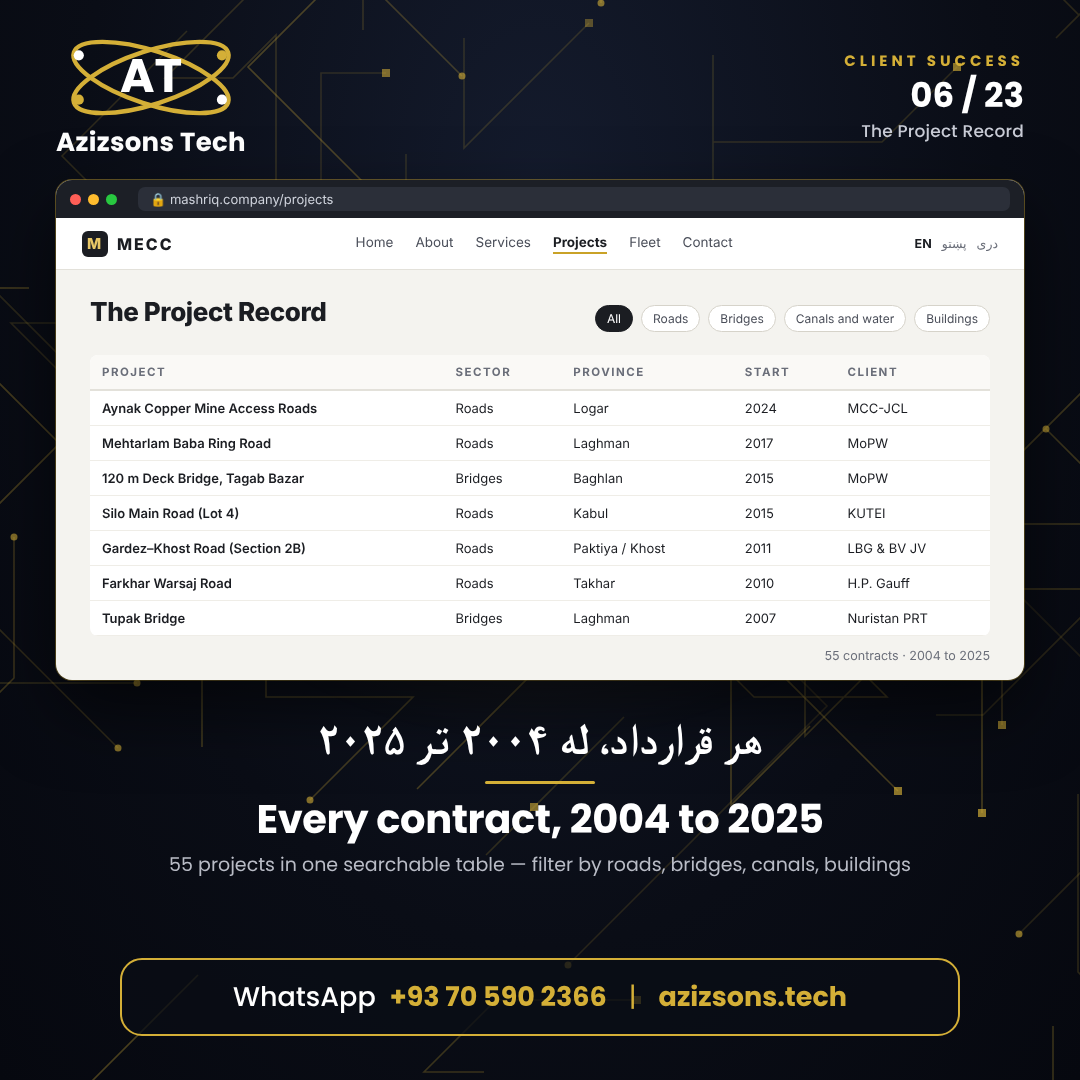 AT
Azizsons Tech
CLIENT SUCCESS
06 / 23
The Project Record
🔒 mashriq.company/projects
M MECC Home About Services Projects Fleet Contact EN پښتو دری
The Project Record All Roads Bridges Canals and water Buildings
PROJECT SECTOR PROVINCE START CLIENT
Aynak Copper Mine Access Roads Roads Logar 2024 MCC-JCL
Mehtarlam Baba Ring Road Roads Laghman 2017 MoPW
120 m Deck Bridge, Tagab Bazar Bridges Baghlan 2015 MoPW
Silo Main Road (Lot 4) Roads Kabul 2015 KUTEI
Gardez–Khost Road (Section 2B) Roads Paktiya / Khost 2011 LBG & BV JV
Farkhar Warsaj Road Roads Takhar 2010 H.P. Gauff
Tupak Bridge Bridges Laghman 2007 Nuristan PRT
55 contracts · 2004 to 2025
هر قرارداد، له ۲۰۰۴ تر ۲۰۲۵
Every contract, 2004 to 2025
55 projects in one searchable table — filter by roads, bridges, canals, buildings
WhatsApp +93 70 590 2366 | azizsons.tech